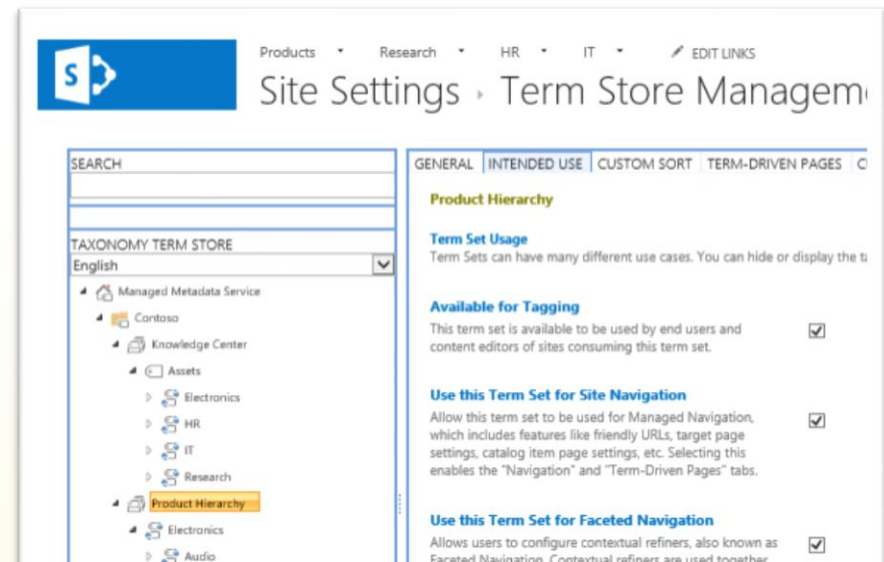 Products Research HR IT EDIT LINKS
Site Settings Term Store Managem
SEARCH
TAXONOMY TERM STORE
English
Managed Metadata Service
Contoso
Knowledge Center
Assets
Electronics
HR
IT
Research
Product Hierarchy
Electronics
Audio
GENERAL INTENDED USE CUSTOM SORT TERM-DRIVEN PAGES
Product Hierarchy
Term Set Usage
Term Sets can have many different use cases. You can hide or display the ta
Available for Tagging
This term set is available to be used by end users and
content editors of sites consuming this term set.
Use this Term Set for Site Navigation
Allow this term set to be used for Managed Navigation,
which includes features like friendly URLs, target page
settings, catalog item page settings, etc. Selecting this
enables the "Navigation" and "Term-Driven Pages" tabs.
Use this Term Set for Faceted Navigation
Allows users to configure contextual refiners, also known as
Faceted Navigation. Contextual refiners are used together